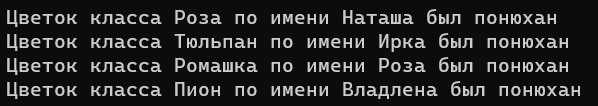 Цветок класса Роза по имени Наташа был понюхан
Цветок класса Тюльпан по имени Ирка был понюхан
Цветок класса Ромашка по имени Роза был понюхан
Цветок класса Пион по имени Владлена был понюхан